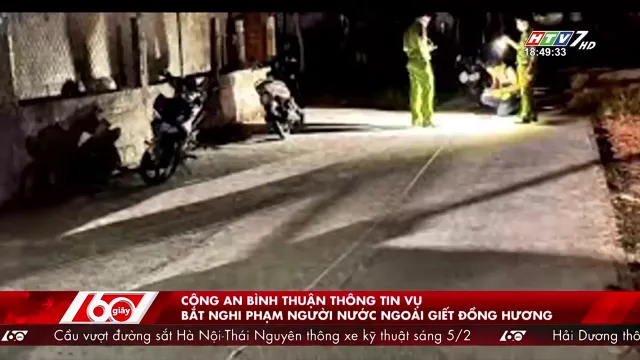 HTV7 HD
18:49:33
60 giây
CÔNG AN BÌNH THUẬN THÔNG TIN VỤ
BẮT NGHI PHẠM NGƯỜI NƯỚC NGOÀI GIẾT ĐỒNG HƯƠNG
60 Cầu vượt đường sắt Hà Nội-Thái Nguyên thông xe kỹ thuật sáng 5/2 60 Hải Dương thô